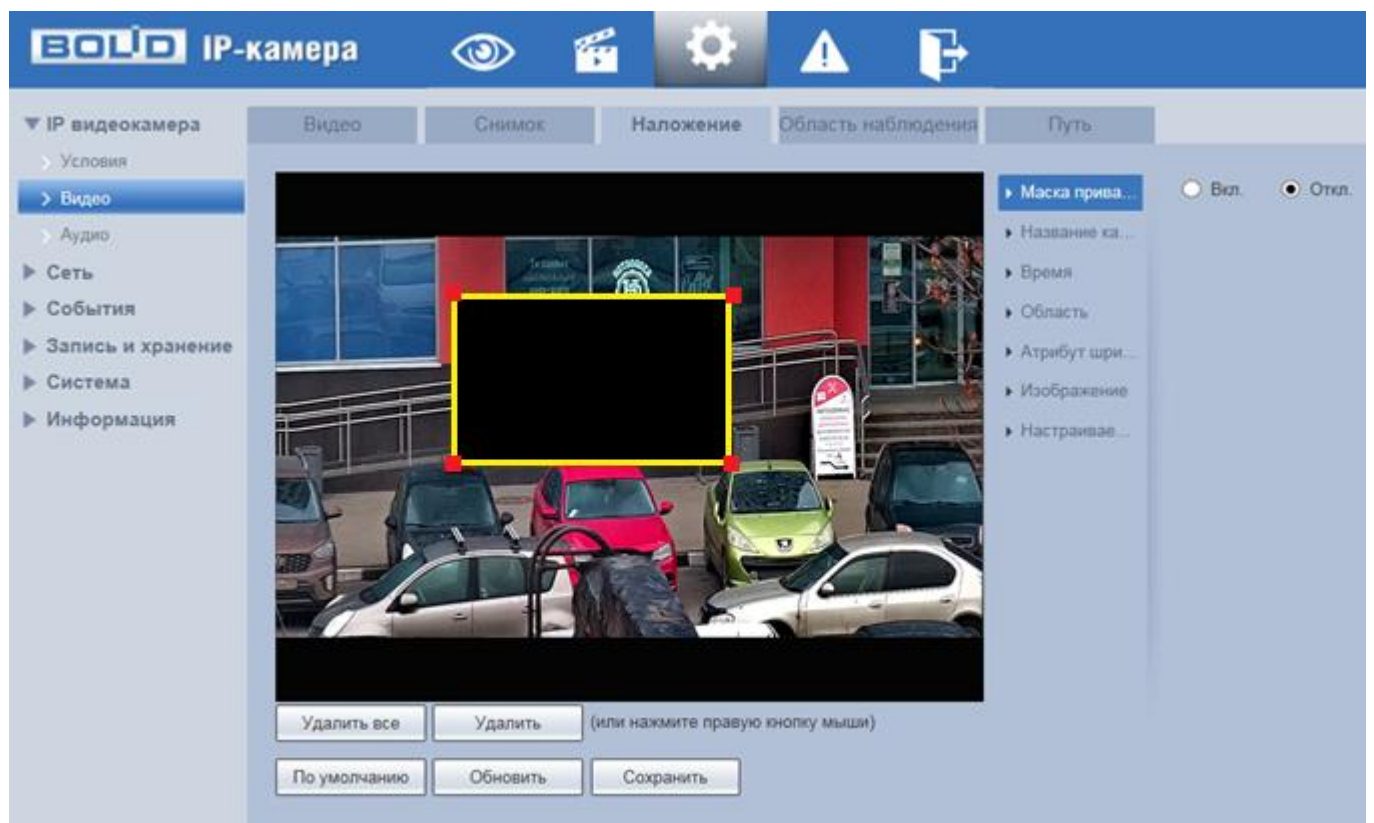 BOLID IP-камера
IP видеокамера
Условия
Видео
Аудио
Сеть
События
Запись и хранение
Система
Информация
Видео Снимок Наложение Область наблюдения Путь
Маска прива...
Название ка...
Время
Область
Атрибут шри...
Изображение
Настраивае...
Вкл. Откл.
Удалить все Удалить (или нажмите правую кнопку мыши)
По умолчанию Обновить Сохранить